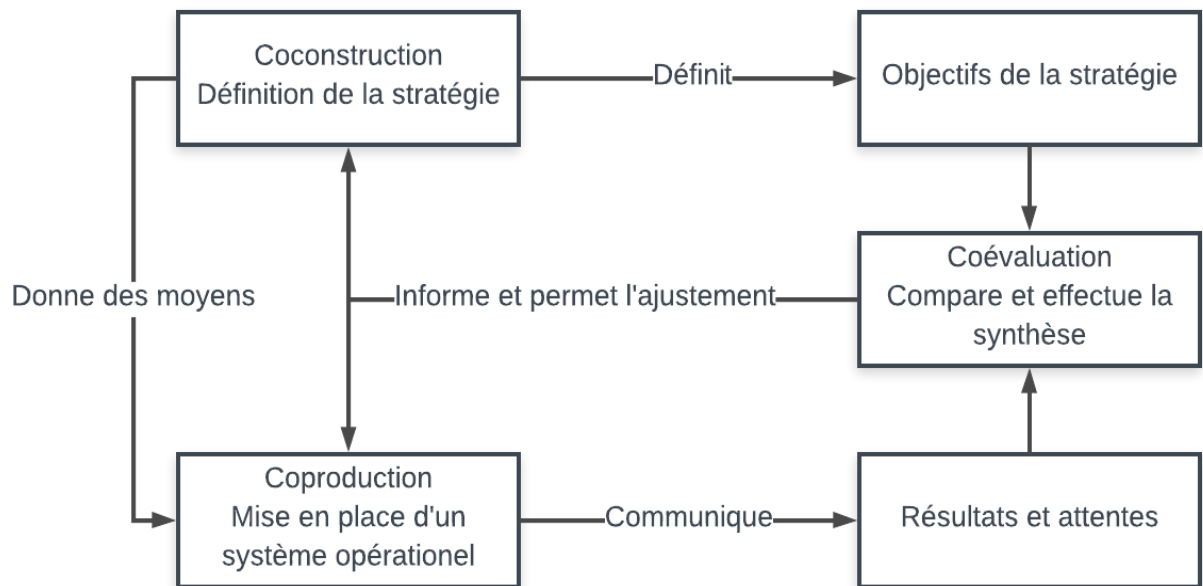 Coconstruction
Définition de la stratégie
Définit
Objectifs de la stratégie
Coévaluation
Compare et effectue la
synthèse
Donne des moyens
Informe et permet l'ajustement
Coproduction
Mise en place d'un
système opérationel
Communique
Résultats et attentes